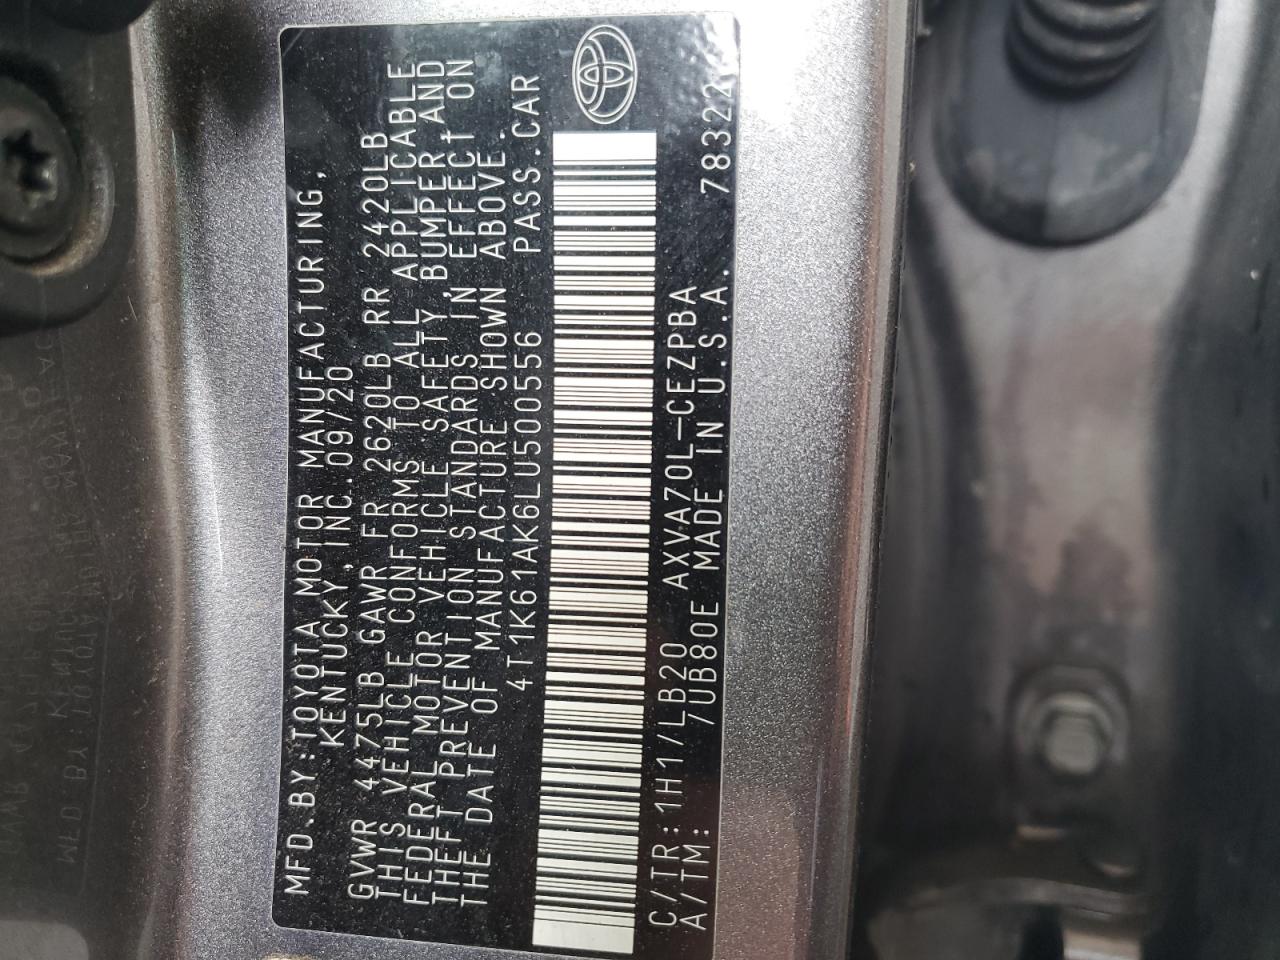 MFD.BY:TOYOTA MOTOR MANUFACTURING,
KENTUCKY,INC.09/20
GVWR 4475LB GAWR FR 2620LB RR 2420LB
THIS VEHICLE CONFORMS TO ALL APPLICABLE
FEDERAL MOTOR VEHICLE SAFETY,BUMPER,AND
THEFT PREVENTION STANDARDS IN EFFECT ON
THE DATE OF MANUFACTURE SHOWN ABOVE.
4T1K61AK6LU500556 PASS.CAR
C/TR:1H17/LB20 AXVA70L-CEZPBA
A/TM: 7UB80E MADE IN U.S.A. 78322